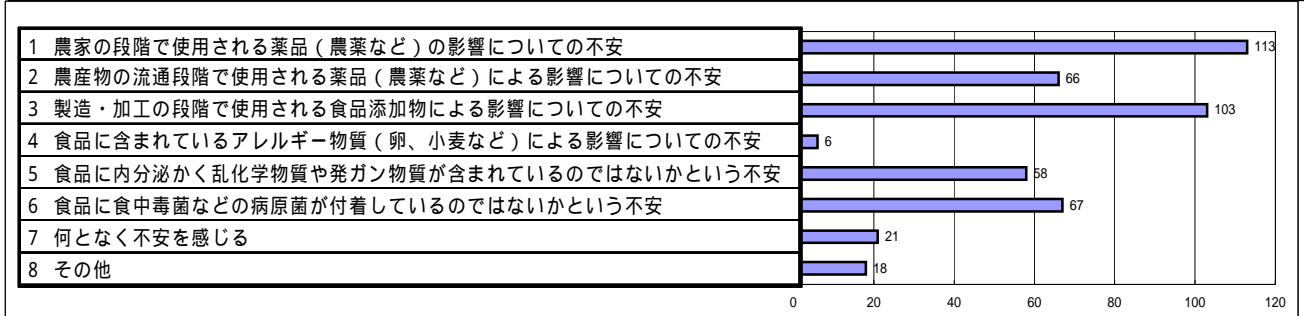 1 農家の段階で使用される薬品(農薬など)の影響についての不安
113
2 農産物の流通段階で使用される薬品(農薬など)による影響についての不安
66
3 製造・加工の段階で使用される食品添加物による影響についての不安
103
4 食品に含まれているアレルギー物質(卵、小麦など)による影響についての不安
6
5 食品に内分泌かく乱化学物質や発ガン物質が含まれているのではないかという不安
58
6 食品に食中毒菌などの病原菌が付着しているのではないかという不安
67
7 何となく不安を感じる
21
8 その他
18
0 20 40 60 80 100 120